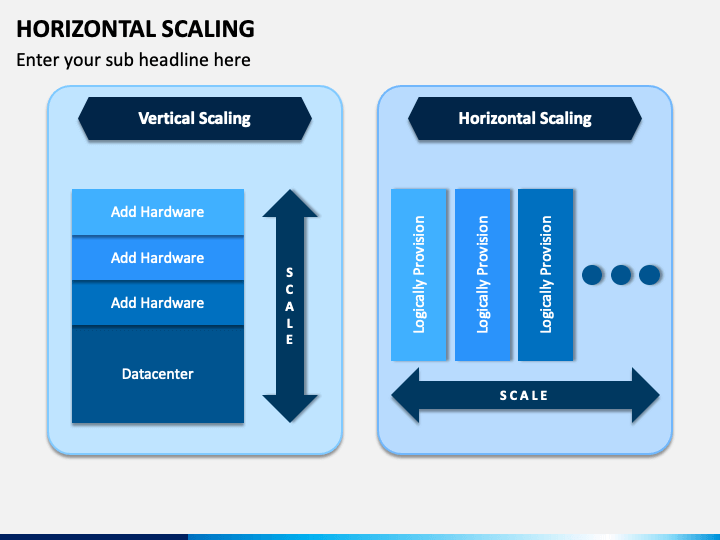 HORIZONTAL SCALING
Enter your sub headline here
Vertical Scaling
Add Hardware
Add Hardware
Add Hardware
Datacenter
SCALE
Horizontal Scaling
Logically Provision
Logically Provision
Logically Provision
SCALE